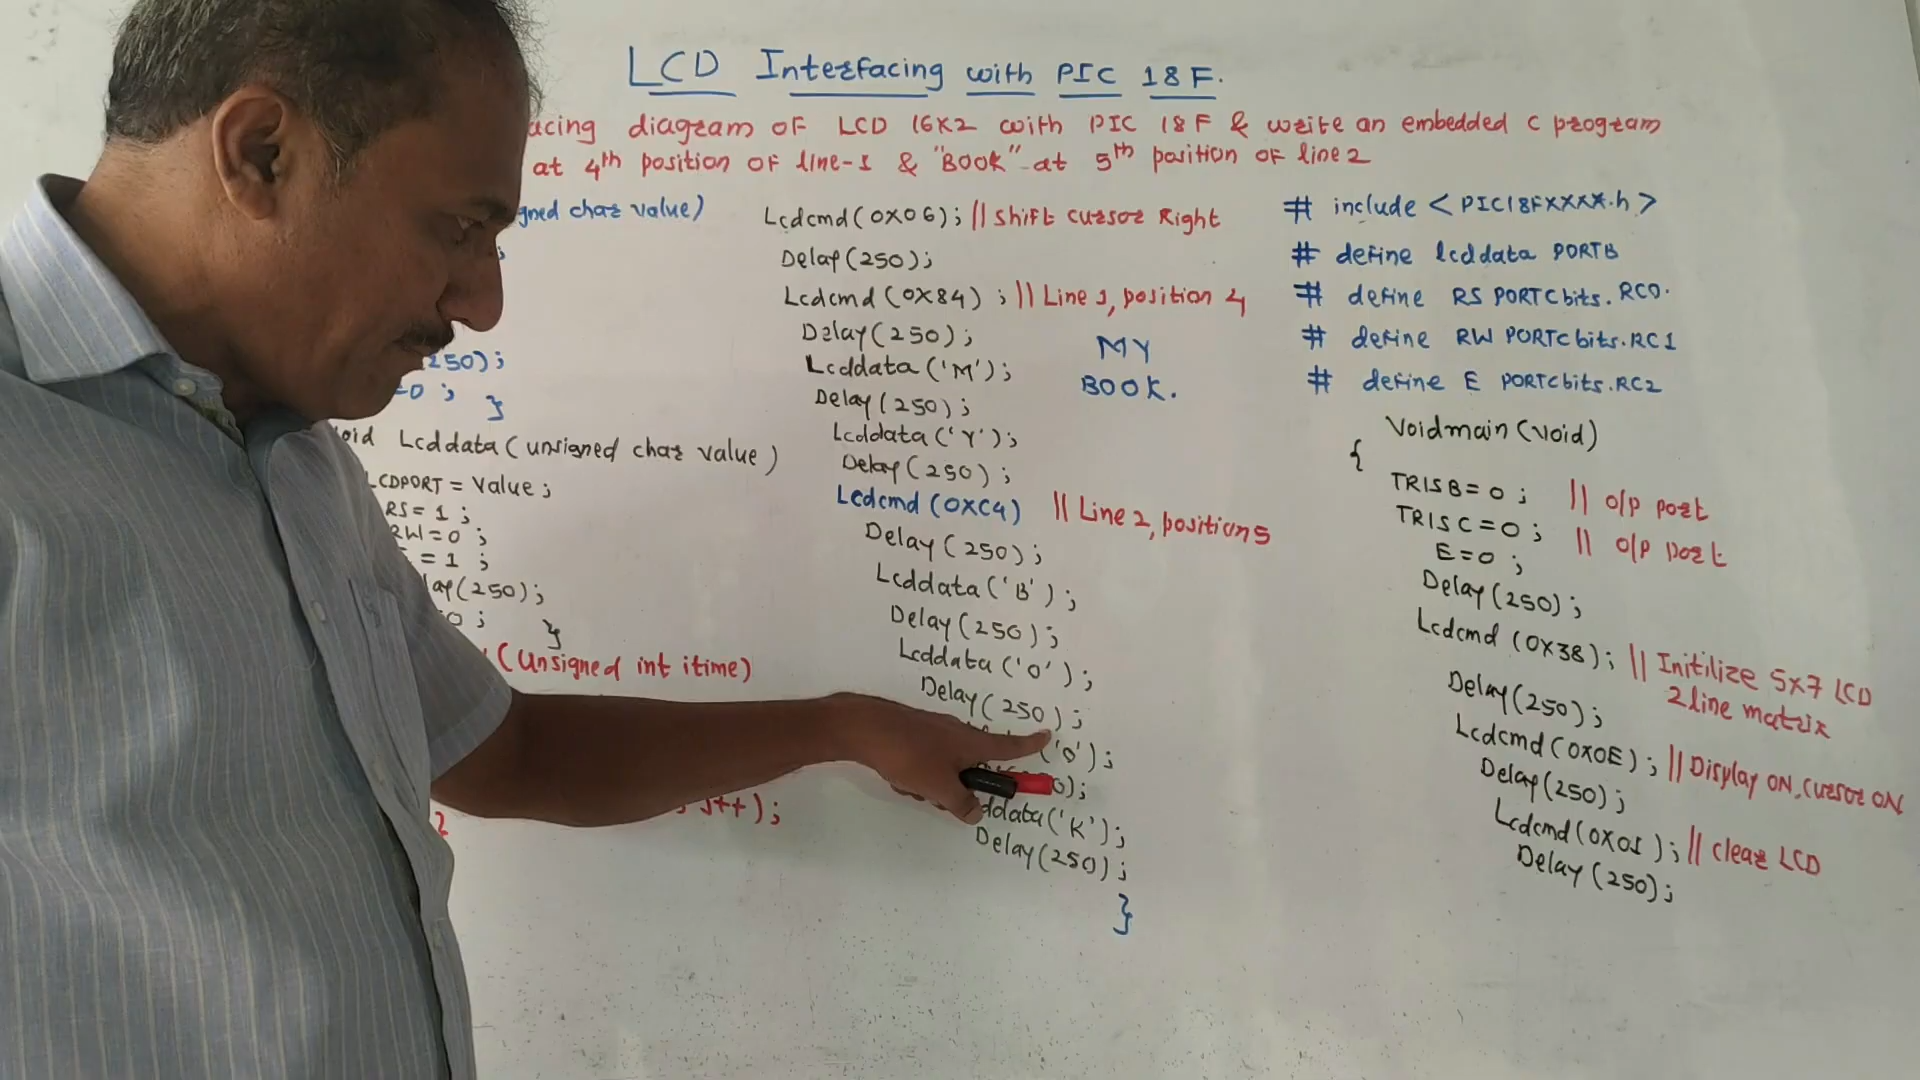 LCD Interfacing with PIC 18F.
diagram of LCD 16x2 with PIC 18F & write an embedded c program
at 4th position of line-1 & "BOOK" at 5th position of line 2
char value)
250);
=0 ; }
Lcddata (unsigned char value)
LCDPORT = Value ;
RS = 1 ;
RW = 0 ;
= 1 ;
(250);
0 ; }
(Unsigned int itime)
J++);
Lcdcmd (0x06); // shift cursor Right
Delay (250);
Lcdcmd (0x84) ; // Line 1, position 4
Delay (250);
Lcddata ('M');
Delay (250);
Lcddata ('Y');
Delay (250);
MY
BOOK.
Lcdcmd (0xC4) // Line 2, position 5
Delay (250);
Lcddata ('B');
Delay (250);
Lcddata ('O');
Delay (250);
('O');
0);
('K');
Delay (250);
}
# include < PIC18FXXXX.h >
# define lcddata PORTB
# define RS PORTCbits.RC0.
# define RW PORTCbits.RC1
# define E PORTCbits.RC2
Voidmain (void)
{
TRISB = 0 ; // o/p port
TRISC = 0 ; // o/p port
E = 0 ;
Delay (250);
Lcdcmd (0x38); // Initilize 5x7 LCD
2 line matrix
Delay (250);
Lcdcmd (0x0E); // Display ON, cursor ON
Delay (250);
Lcdcmd (0x01); // clear LCD
Delay (250);